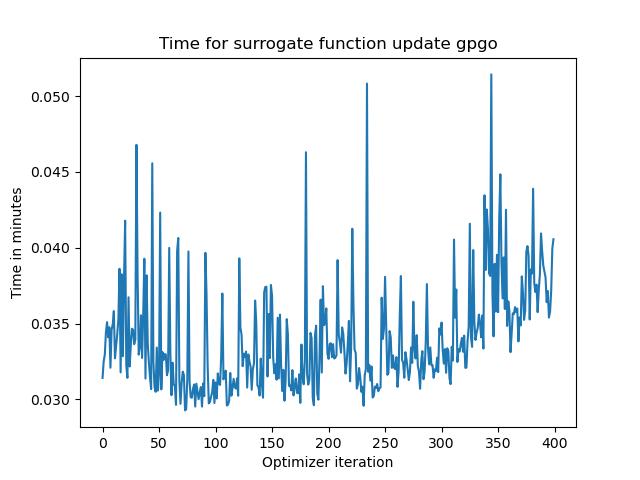 Time for surrogate function update gpgo
0.050
0.045
0.040
0.035
0.030
Time in minutes
0 50 100 150 200 250 300 350 400
Optimizer iteration